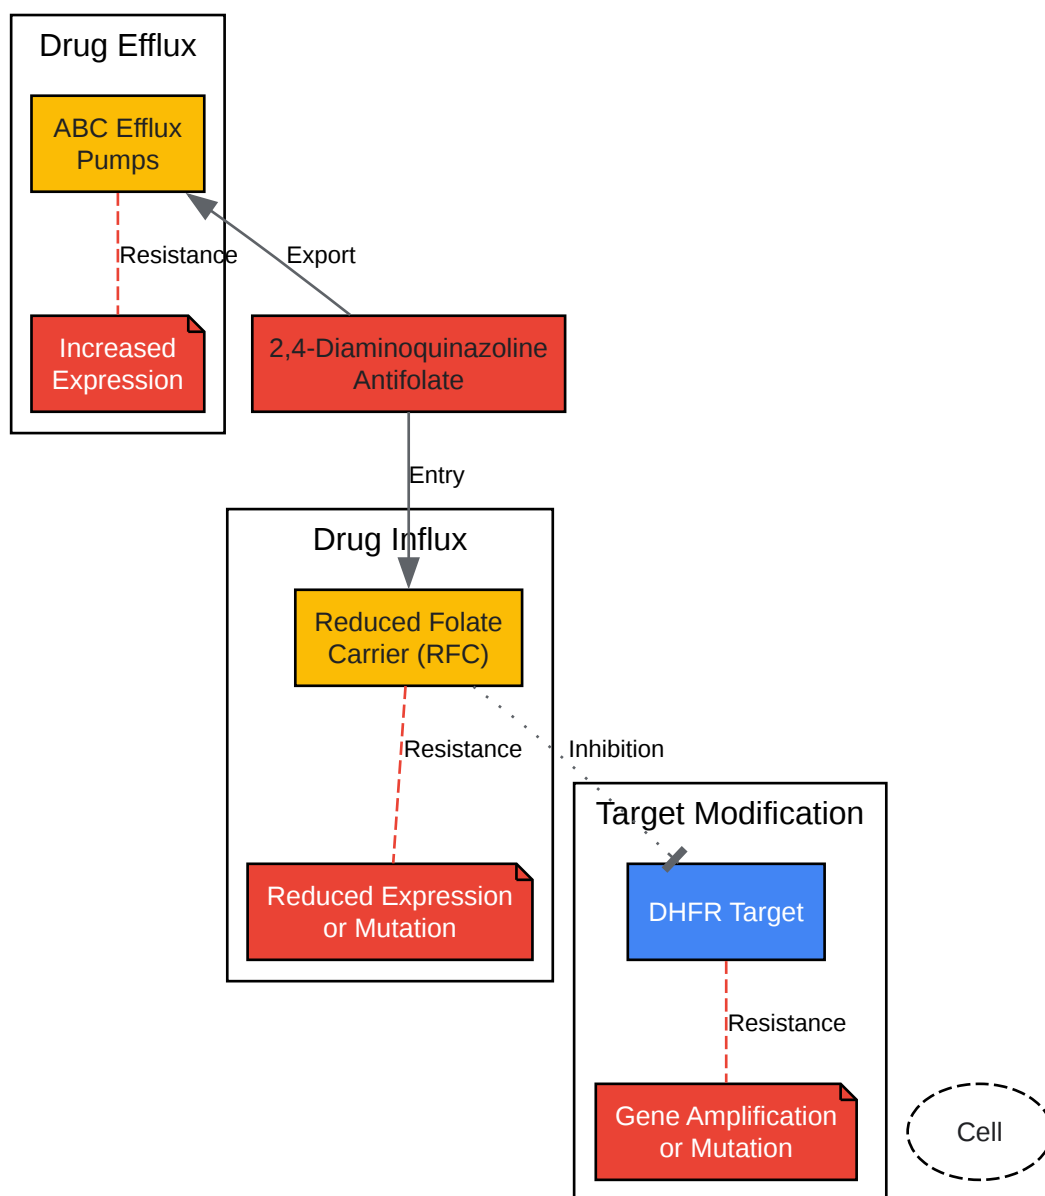 Drug Efflux
ABC Efflux
Pumps
Resistance
Export
Increased
Expression
2,4-Diaminoquinazoline
Antifolate
Entry
Drug Influx
Reduced Folate
Carrier (RFC)
Resistance
Inhibition
Reduced Expression
or Mutation
Target Modification
DHFR Target
Resistance
Gene Amplification
or Mutation
Cell